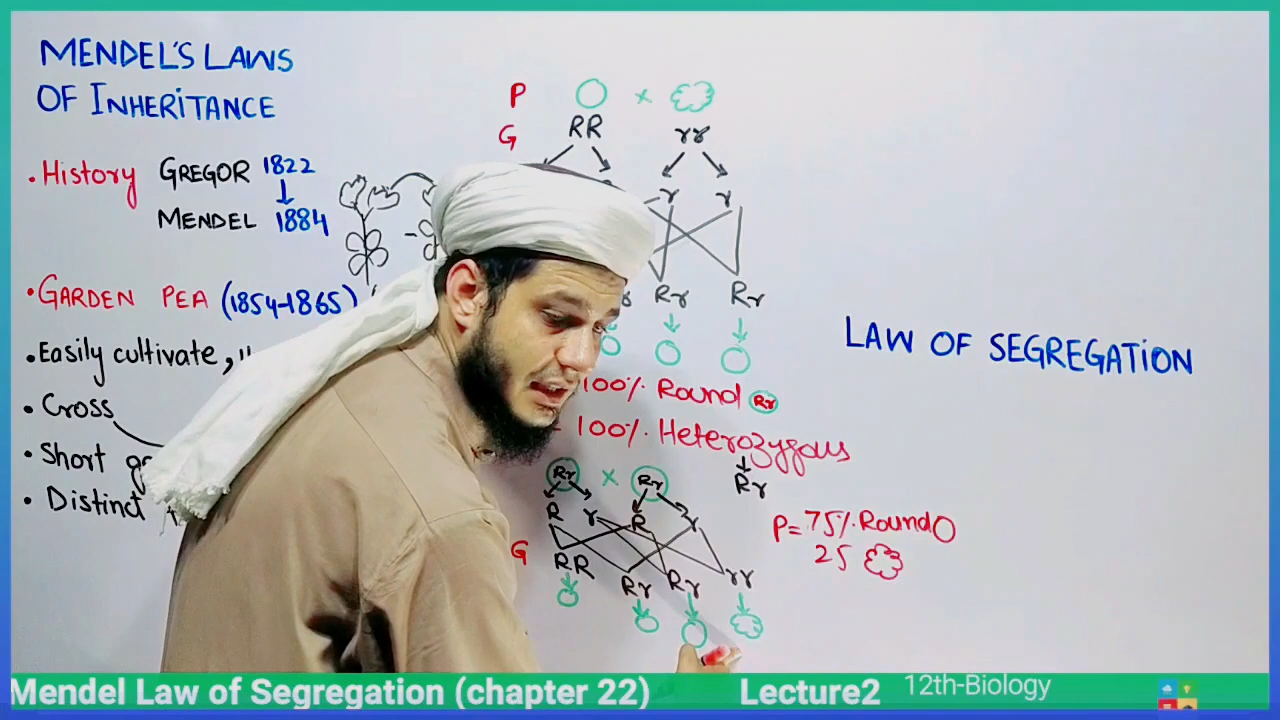 MENDEL'S LAWS
OF INHERITANCE
• History GREGOR 1822
MENDEL 1884
• GARDEN PEA (1854-1865)
• Easily cultivate,
• Cross
• Short
• Distinct
P × 
G RR rr
r r
Rr Rr
100% Round Rr
- 100% Heterozygous
Rr
Rr × Rr
R r R r
G RR Rr Rr rr
P = 75% Round
25
LAW OF SEGREGATION
Mendel Law of Segregation (chapter 22) Lecture2 12th-Biology